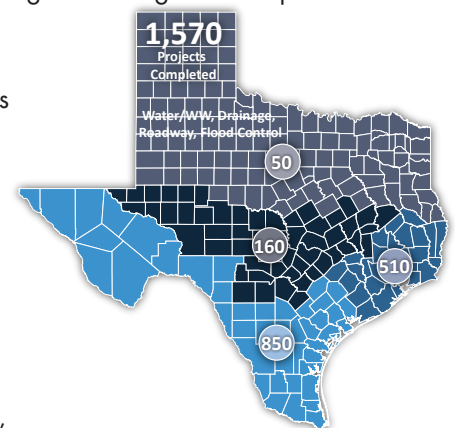 1,570
Projects
Completed
s
Water/WW, Drainage,
Roadway, Flood Control
50
160
510
850
,